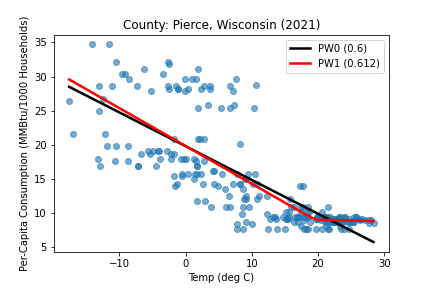 County: Pierce, Wisconsin (2021)
Per-Capita Consumption (MMBtu/1000 Households)
35
30
25
20
15
10
5
PW0 (0.6)
PW1 (0.612)
−10
0
10
20
30
Temp (deg C)